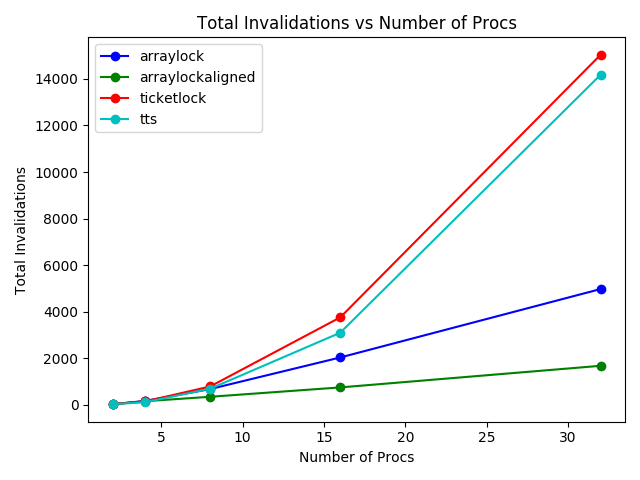 Total Invalidations vs Number of Procs
arraylock
arraylockaligned
ticketlock
tts
Total Invalidations
14000
12000
10000
8000
6000
4000
2000
0
5
10
15
20
25
30
Number of Procs